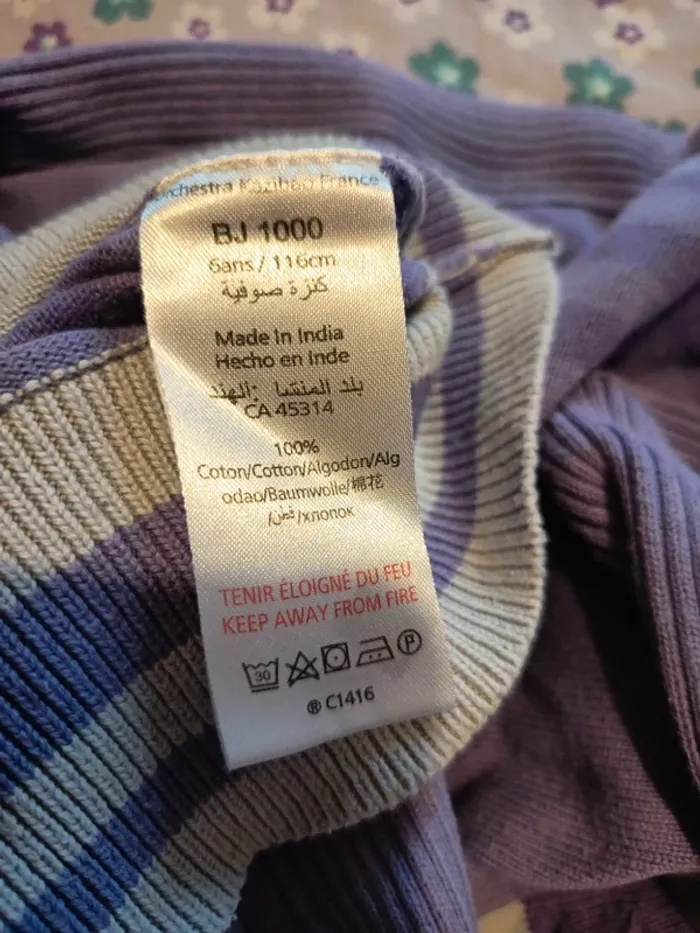 Orchestra Kazibao France
BJ 1000
6ans / 116cm
كنزة صوفية
Made in India
Hecho en Inde
بلد المنشأ :الهند
CA 45314
100%
Coton/Cotton/Algodon/Alg
odao/Baumwolle/棉花
/قطن/хлопок
TENIR ÉLOIGNÉ DU FEU
KEEP AWAY FROM FIRE
30 P
® C1416